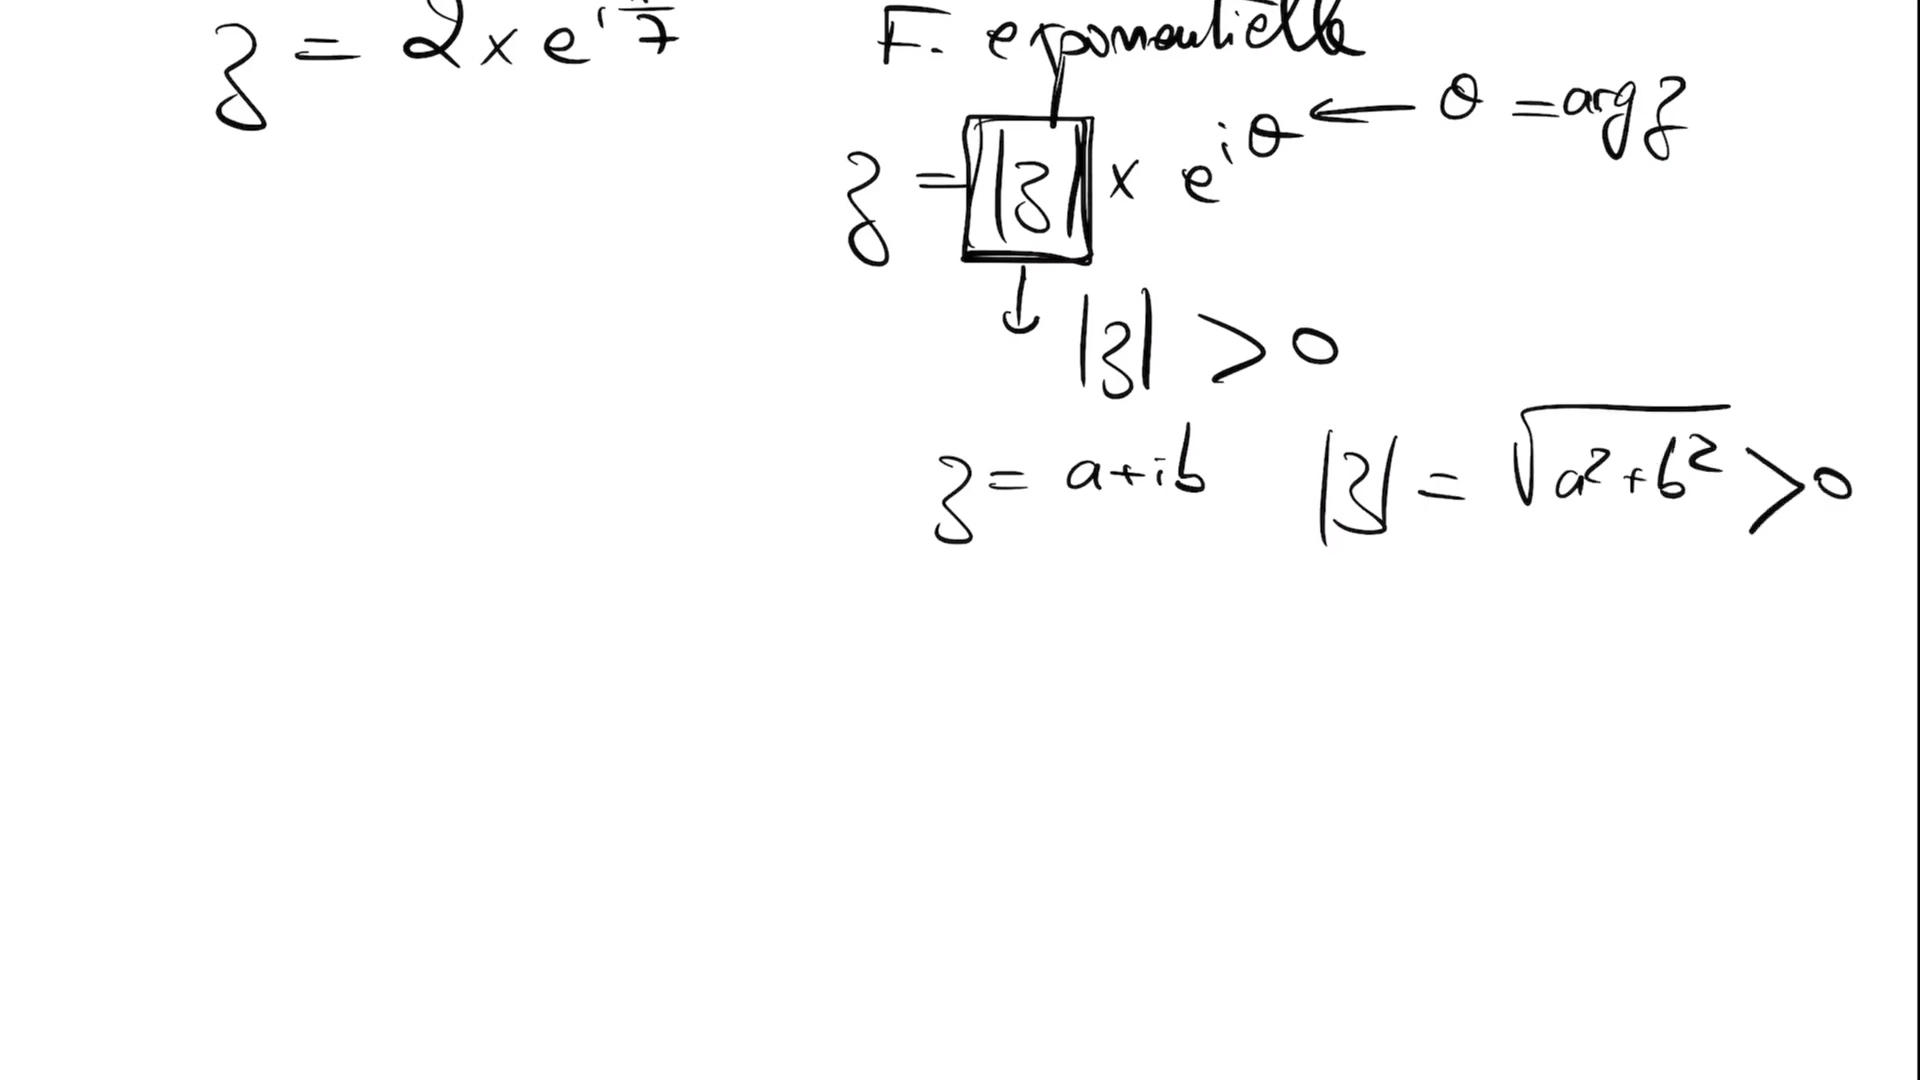 z = 2 × e^{i π/7}
F. exponentielle
z = |z| × e^{iθ} ← θ = arg z
↓ |z| > 0
z = a+ib |z| = √(a² + b²) > 0